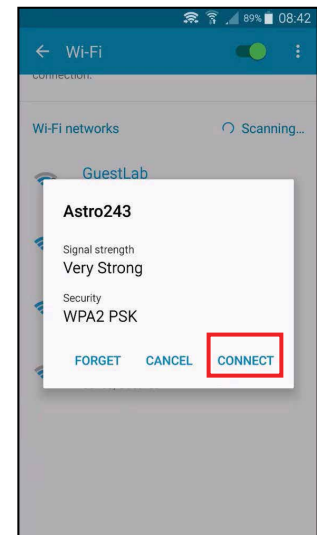 89% 08:42
Wi-Fi
connection.
Wi-Fi networks Scanning...
GuestLab
Astro243
Signal strength
Very Strong
Security
WPA2 PSK
FORGET CANCEL CONNECT